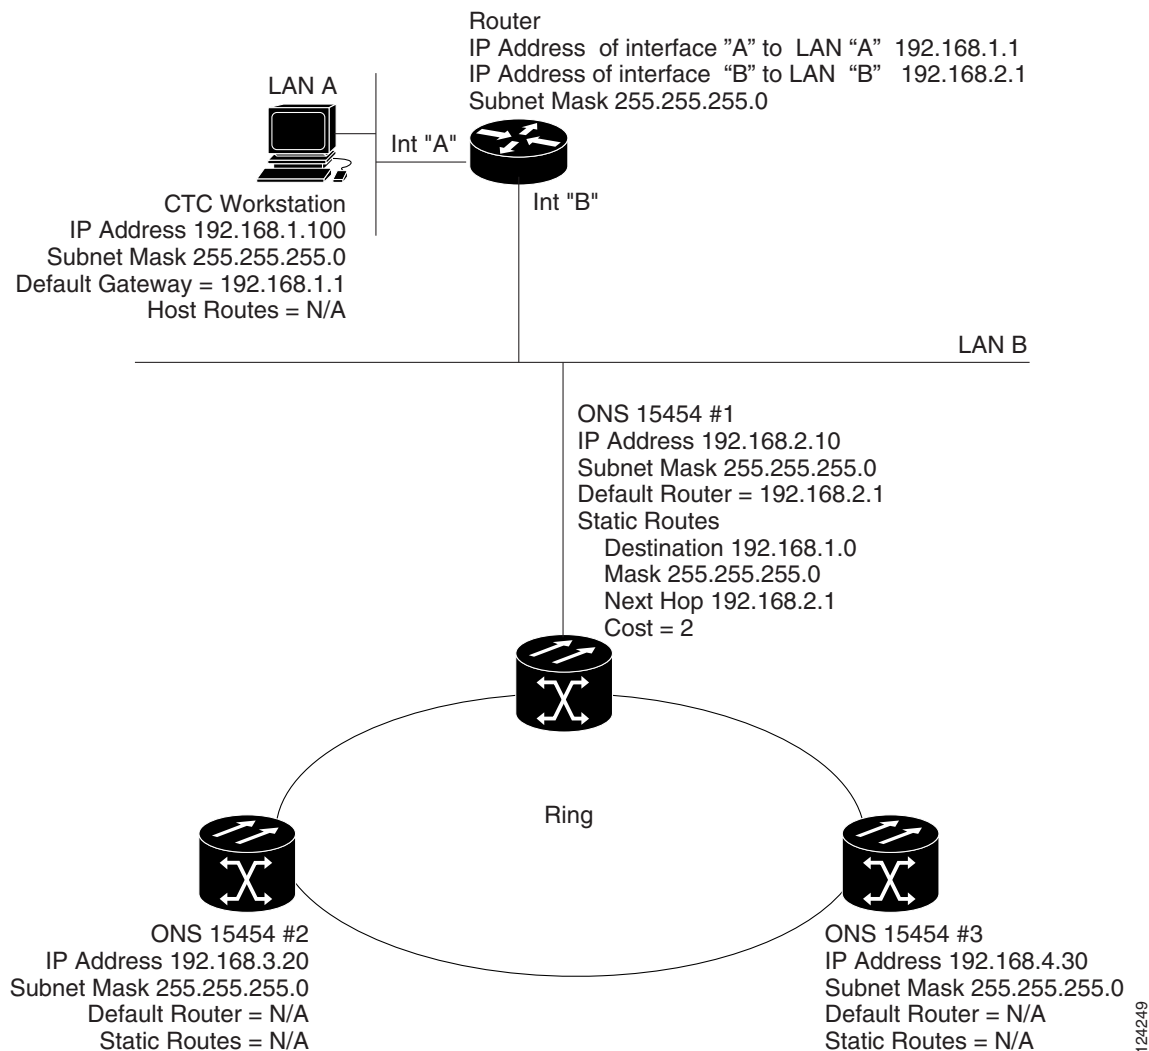 Router
IP Address of interface ”A” to LAN “A” 192.168.1.1
IP Address of interface “B” to LAN “B” 192.168.2.1
Subnet Mask 255.255.255.0
LAN A
Int "A"
Int "B"
CTC Workstation
IP Address 192.168.1.100
Subnet Mask 255.255.255.0
Default Gateway = 192.168.1.1
Host Routes = N/A
LAN B
ONS 15454 #1
IP Address 192.168.2.10
Subnet Mask 255.255.255.0
Default Router = 192.168.2.1
Static Routes
Destination 192.168.1.0
Mask 255.255.255.0
Next Hop 192.168.2.1
Cost = 2
Ring
ONS 15454 #2
IP Address 192.168.3.20
Subnet Mask 255.255.255.0
Default Router = N/A
Static Routes = N/A
ONS 15454 #3
IP Address 192.168.4.30
Subnet Mask 255.255.255.0
Default Router = N/A
Static Routes = N/A
124249